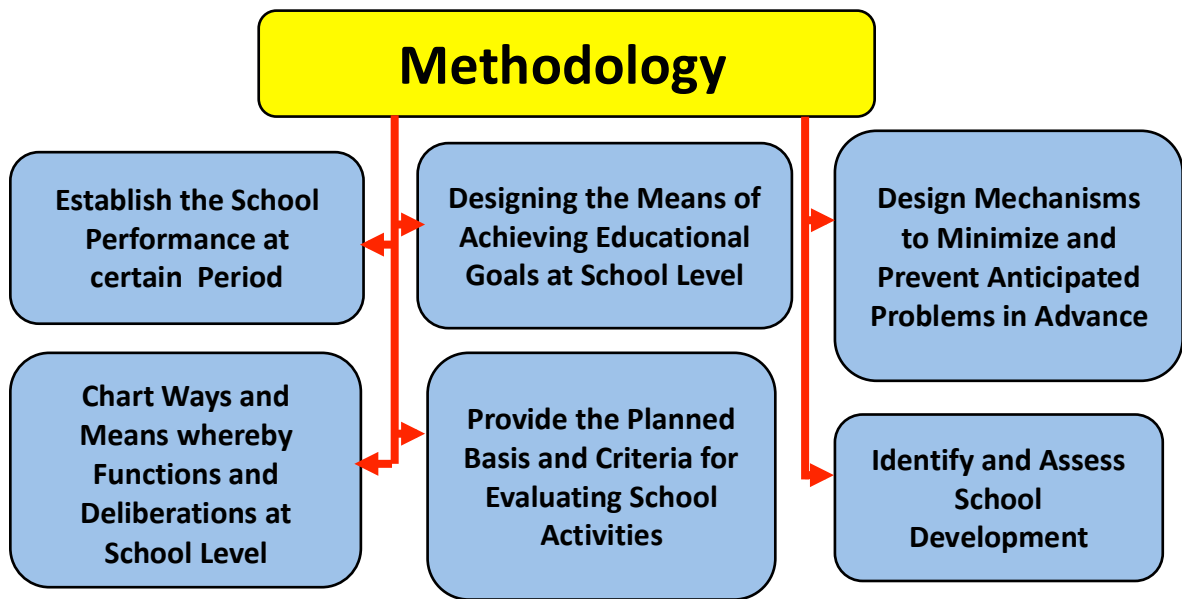 Methodology
Establish the School
Performance at
certain Period
Designing the Means of
Achieving Educational
Goals at School Level
Design Mechanisms
to Minimize and
Prevent Anticipated
Problems in Advance
Chart Ways and
Means whereby
Functions and
Deliberations at
School Level
Provide the Planned
Basis and Criteria for
Evaluating School
Activities
Identify and Assess
School
Development